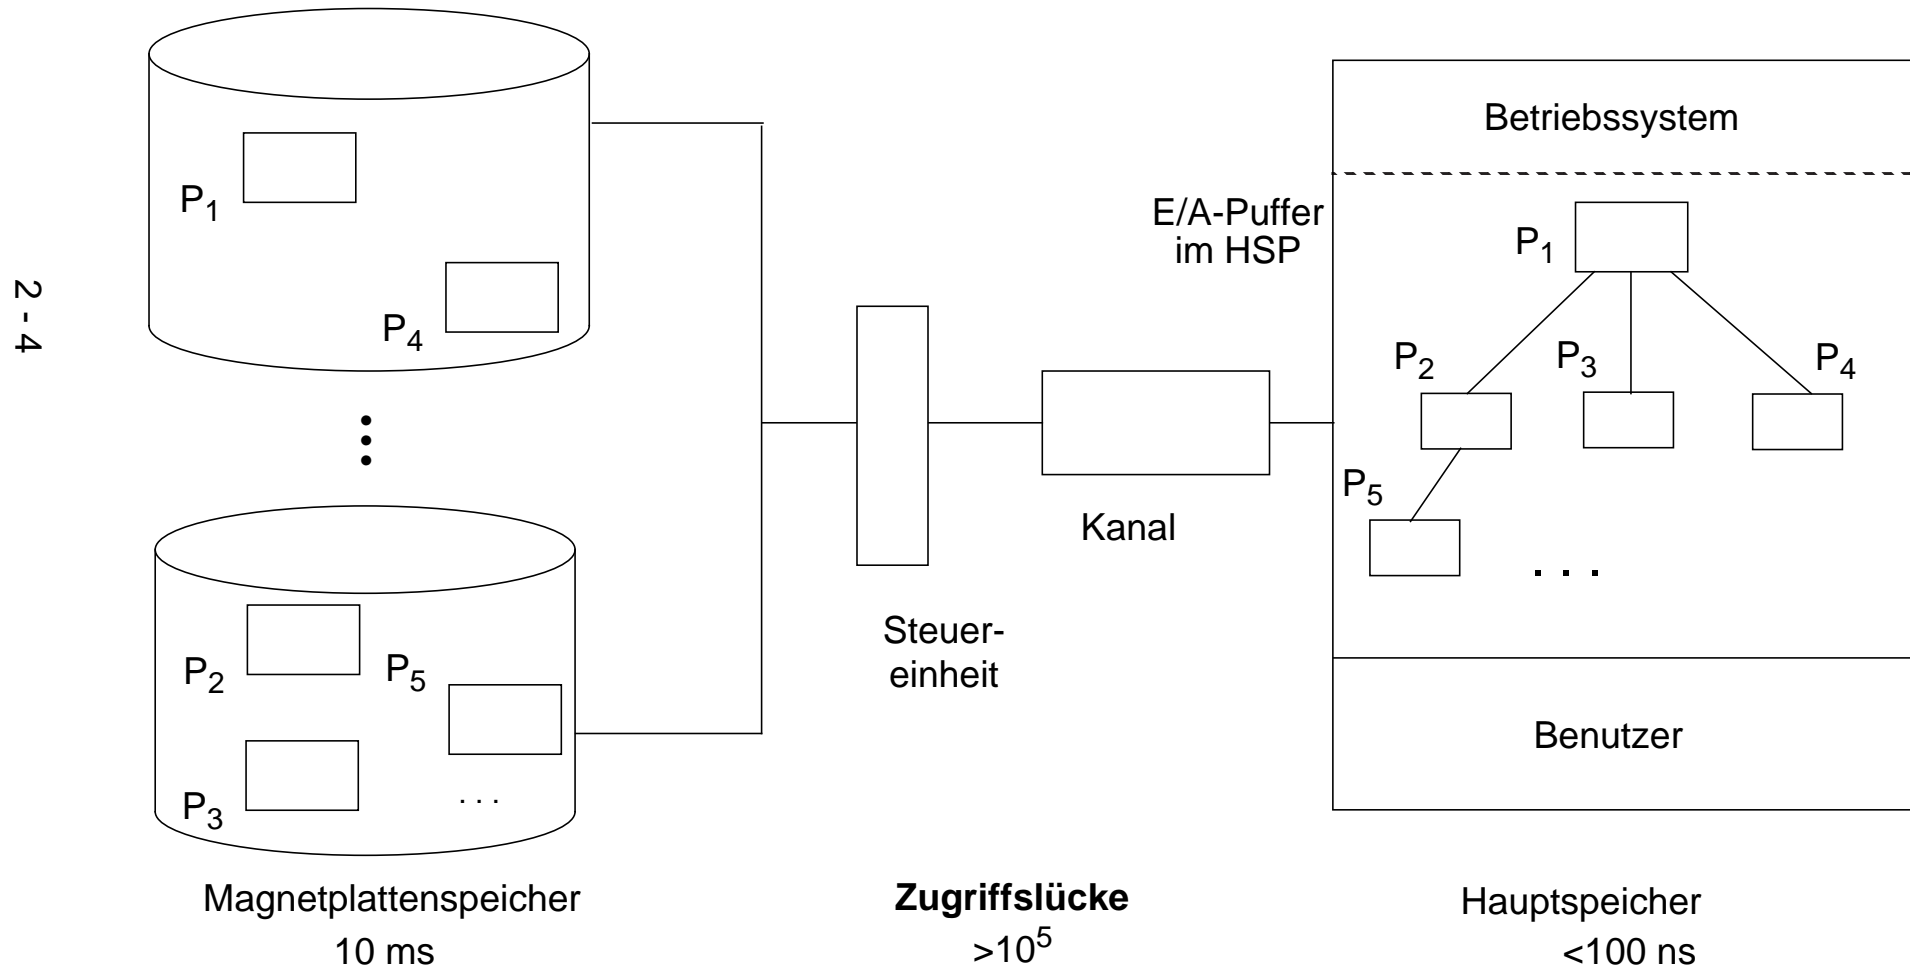 2 - 4
P1
P4
P2
P5
P3
. . .
Magnetplattenspeicher
10 ms
Steuer-
einheit
Kanal
Zugriffslücke
>10^5
E/A-Puffer
im HSP
Betriebssystem
P1
P2
P3
P4
P5
. . .
Benutzer
Hauptspeicher
<100 ns